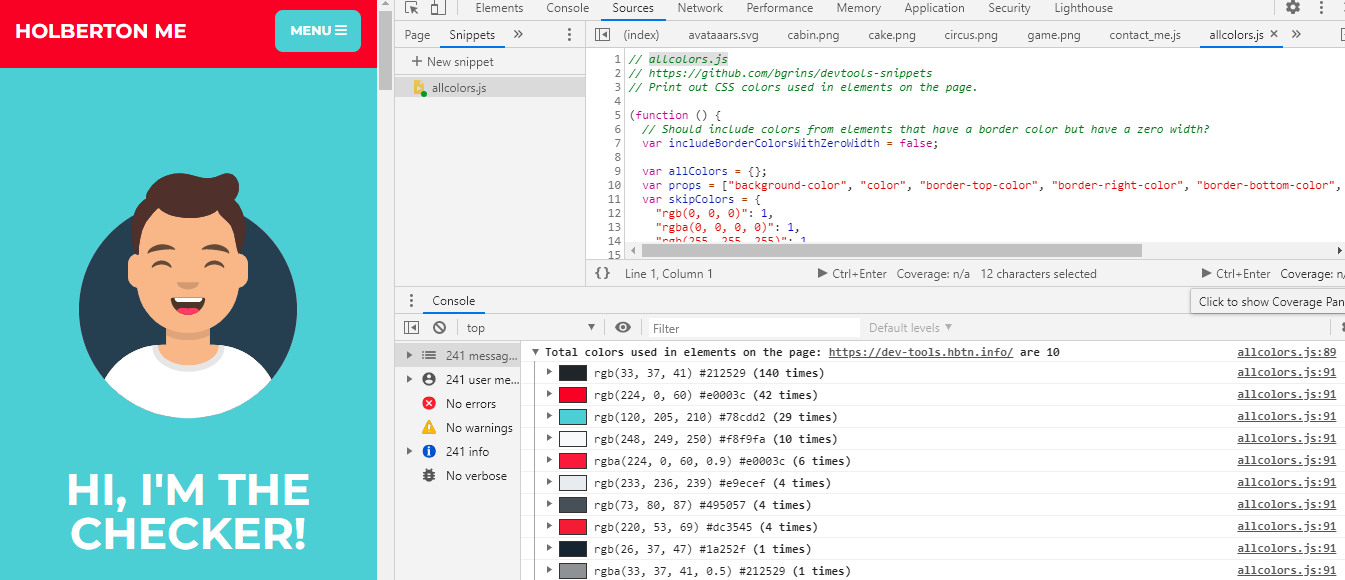 HOLBERTON ME
MENU
HI, I'M THE
CHECKER!
Elements Console Sources Network Performance Memory Application Security Lighthouse
Page Snippets
New snippet
allcolors.js
(index) avataaars.svg cabin.png cake.png circus.png game.png contact_me.js allcolors.js
1 // allcolors.js
2 // https://github.com/bgrins/devtools-snippets
3 // Print out CSS colors used in elements on the page.
4
5 (function () {
6 // Should include colors from elements that have a border color but have a zero width?
7 var includeBorderColorsWithZeroWidth = false;
8
9 var allColors = {};
10 var props = ["background-color", "color", "border-top-color", "border-right-color", "border-bottom-color",
11 var skipColors = {
12 "rgb(0, 0, 0)": 1,
13 "rgba(0, 0, 0, 0)": 1,
14 "rgb(255, 255, 255)": 1
15
{} Line 1, Column 1 Ctrl+Enter Coverage: n/a 12 characters selected Ctrl+Enter Coverage: n/
Click to show Coverage Pan
Console
top Filter Default levels
241 messag...
241 user me...
No errors
No warnings
241 info
No verbose
Total colors used in elements on the page: https://dev-tools.hbtn.info/ are 10 allcolors.js:89
rgb(33, 37, 41) #212529 (140 times) allcolors.js:91
rgb(224, 0, 60) #e0003c (42 times) allcolors.js:91
rgb(120, 205, 210) #78cdd2 (29 times) allcolors.js:91
rgb(248, 249, 250) #f8f9fa (10 times) allcolors.js:91
rgba(224, 0, 60, 0.9) #e0003c (6 times) allcolors.js:91
rgb(233, 236, 239) #e9ecef (4 times) allcolors.js:91
rgb(73, 80, 87) #495057 (4 times) allcolors.js:91
rgb(220, 53, 69) #dc3545 (4 times) allcolors.js:91
rgb(26, 37, 47) #1a252f (1 times) allcolors.js:91
rgba(33, 37, 41, 0.5) #212529 (1 times) allcolors.js:91